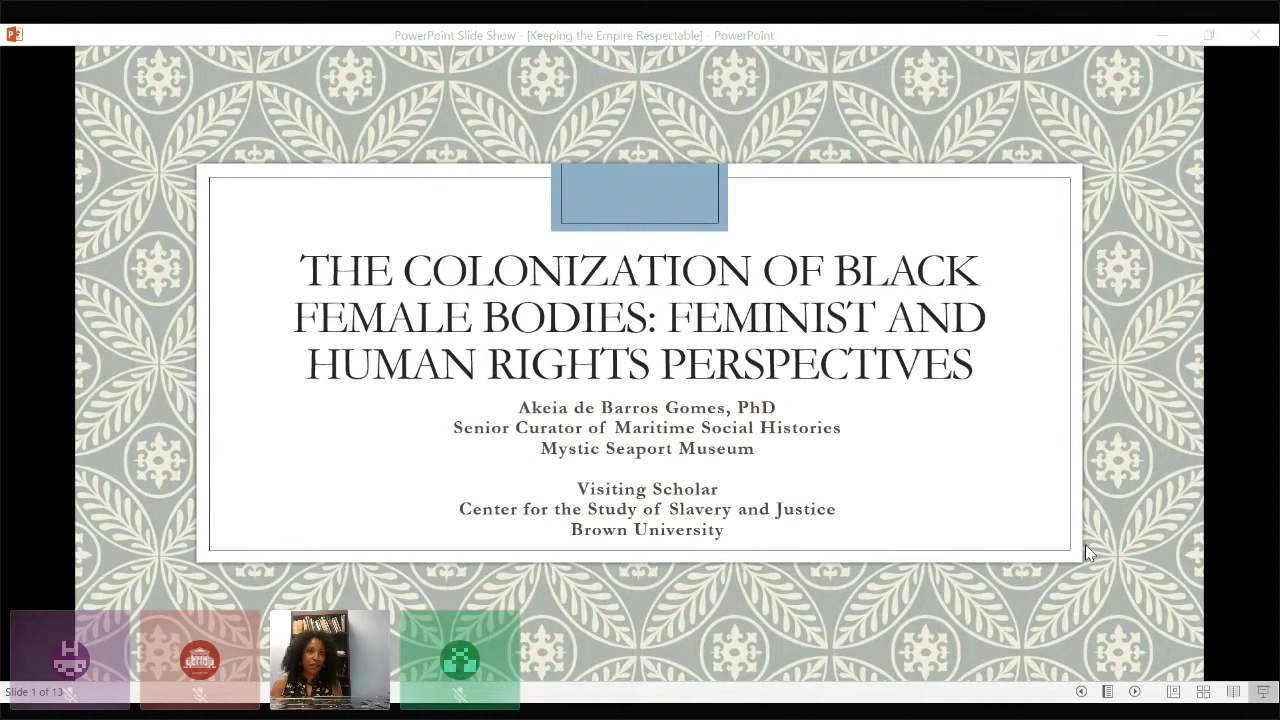 PowerPoint Slide Show - [Keeping the Empire Respectable] - PowerPoint
THE COLONIZATION OF BLACK
FEMALE BODIES: FEMINIST AND
HUMAN RIGHTS PERSPECTIVES
Akeia de Barros Gomes, PhD
Senior Curator of Maritime Social Histories
Mystic Seaport Museum
Visiting Scholar
Center for the Study of Slavery and Justice
Brown University
Slide 1 of 13